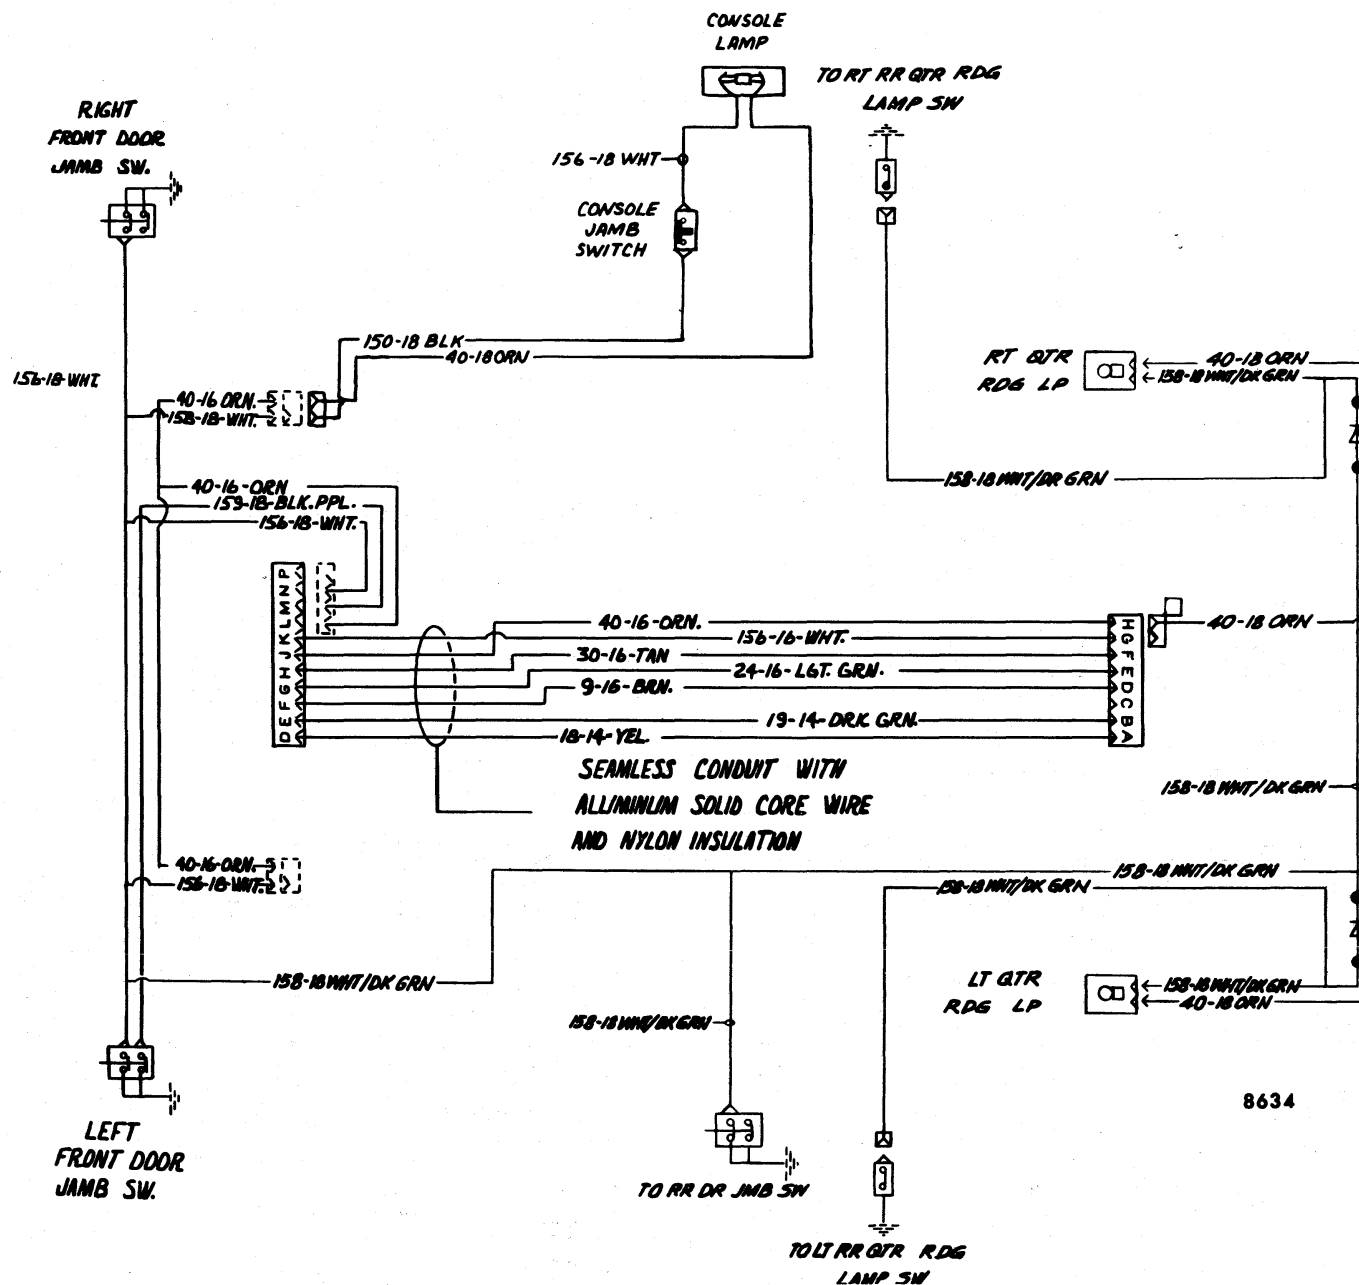 CONSOLE
LAMP
TO RT RR QTR RDG
LAMP SW
RIGHT
FRONT DOOR
JAMB SW.
156-18 WHT
CONSOLE
JAMB
SWITCH
150-18 BLK
40-18 ORN
RT QTR
RDG LP
40-18 ORN
158-18 WHT/DK GRN
156-18-WHT.
40-16 ORN.
158-18-WHT.
158-18 WHT/DR GRN
40-16-ORN
159-18-BLK.PPL.
156-18-WHT.
P
N
M
L
K
J
H
G
F
E
D
40-16-ORN.
156-16-WHT.
30-16-TAN
24-16-LGT. GRN.
9-16-BRN.
19-14-DRK GRN.
18-14-YEL.
H
G
F
E
D
C
B
A
40-18 ORN
SEAMLESS CONDUIT WITH
ALUMINUM SOLID CORE WIRE
AND NYLON INSULATION
158-18 WHT/DK GRN
40-16-ORN.
156-18-WHT.
158-18 WHT/DK GRN
158-18 WHT/DK GRN
158-18 WHT/DK GRN
LT QTR
RDG LP
158-18 WHT/DK GRN
40-18 ORN
158-18 WHT/DK GRN
8634
LEFT
FRONT DOOR
JAMB SW.
TO RR DR JMB SW
TO LT RR QTR RDG
LAMP SW